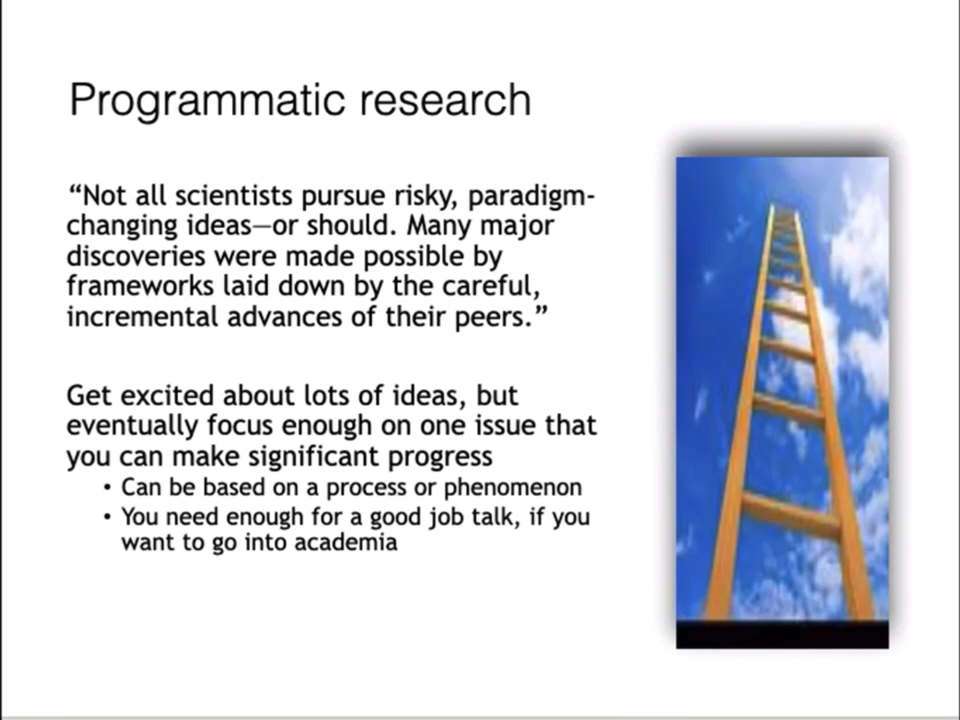 Programmatic research
“Not all scientists pursue risky, paradigm-
changing ideas—or should. Many major
discoveries were made possible by
frameworks laid down by the careful,
incremental advances of their peers.”
Get excited about lots of ideas, but
eventually focus enough on one issue that
you can make significant progress
• Can be based on a process or phenomenon
• You need enough for a good job talk, if you
want to go into academia